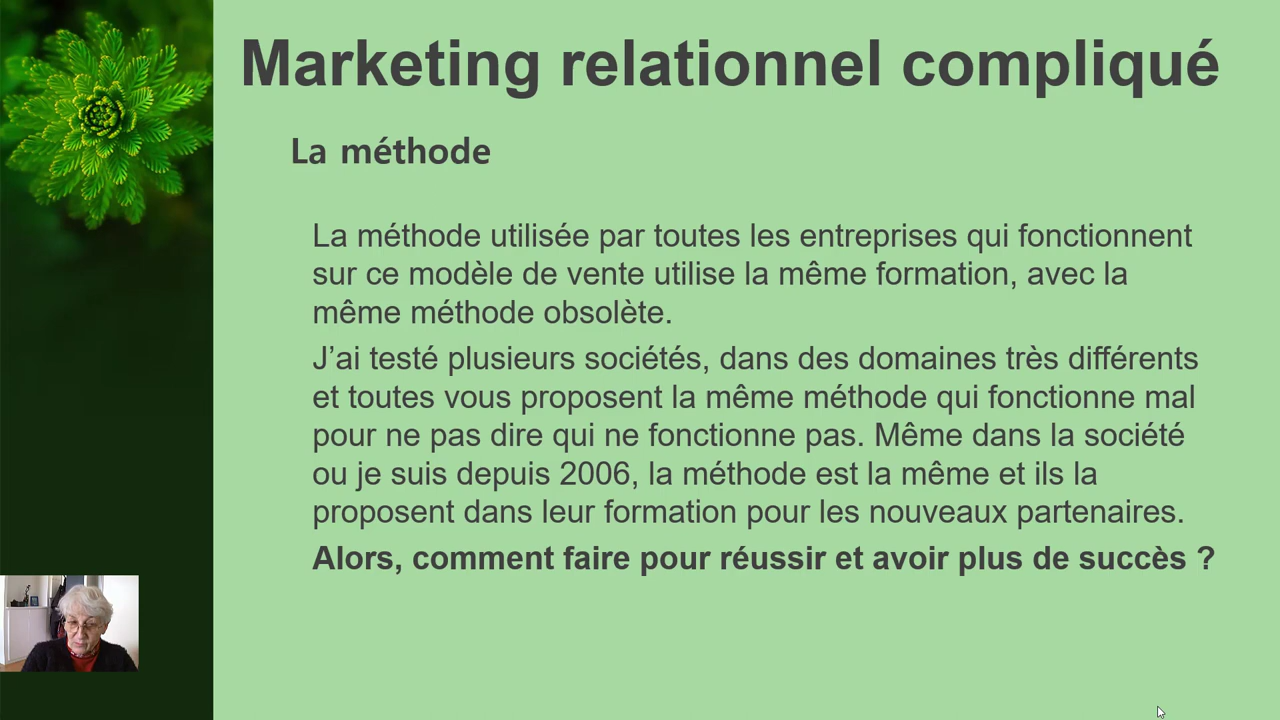 Marketing relationnel compliqué
La méthode
La méthode utilisée par toutes les entreprises qui fonctionnent
sur ce modèle de vente utilise la même formation, avec la
même méthode obsolète.
J’ai testé plusieurs sociétés, dans des domaines très différents
et toutes vous proposent la même méthode qui fonctionne mal
pour ne pas dire qui ne fonctionne pas. Même dans la société
ou je suis depuis 2006, la méthode est la même et ils la
proposent dans leur formation pour les nouveaux partenaires.
Alors, comment faire pour réussir et avoir plus de succès ?